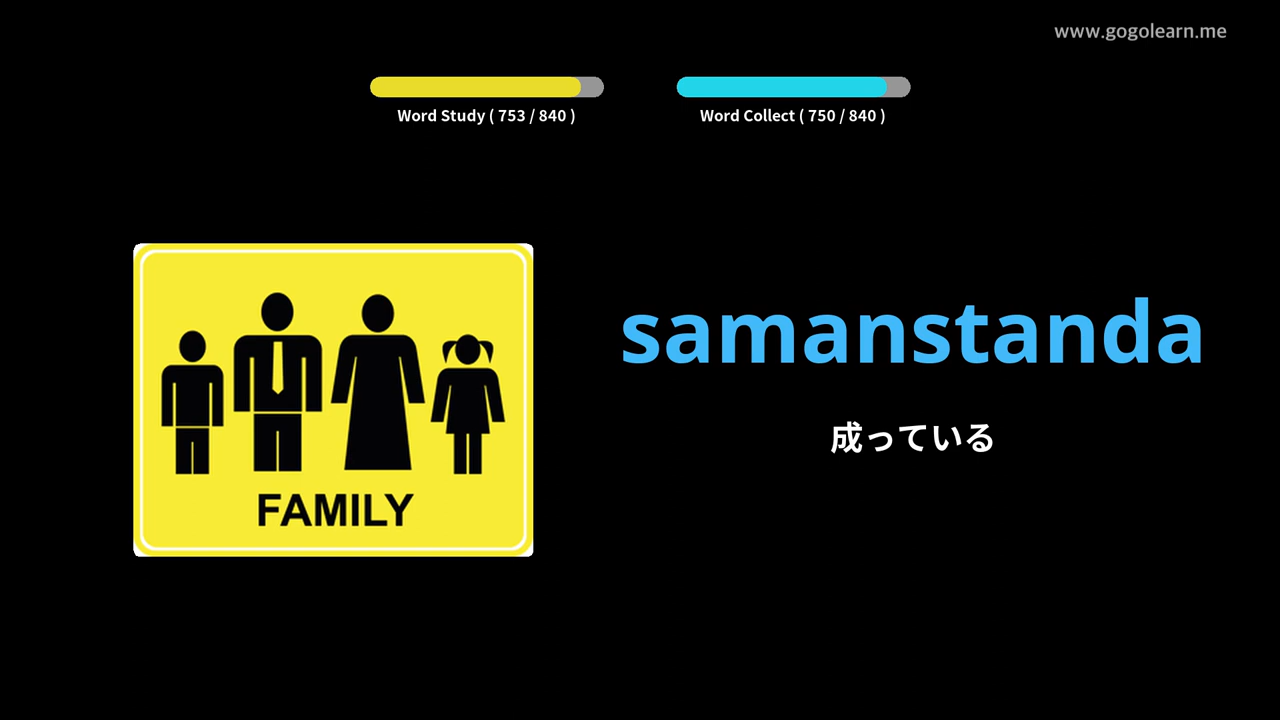 www.gogolearn.me
Word Study ( 753 / 840 )
Word Collect ( 750 / 840 )
samanstanda
成っている
FAMILY